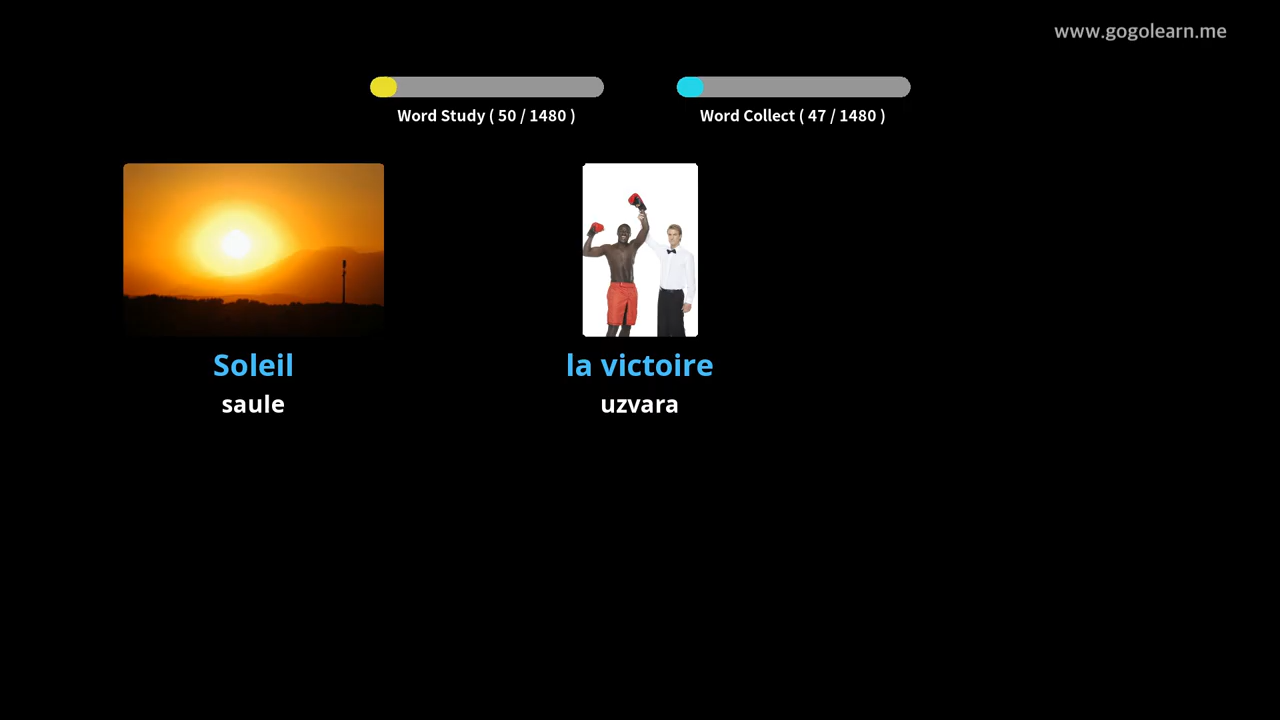 www.gogolearn.me
Word Study ( 50 / 1480 )
Word Collect ( 47 / 1480 )
Soleil
saule
la victoire
uzvara